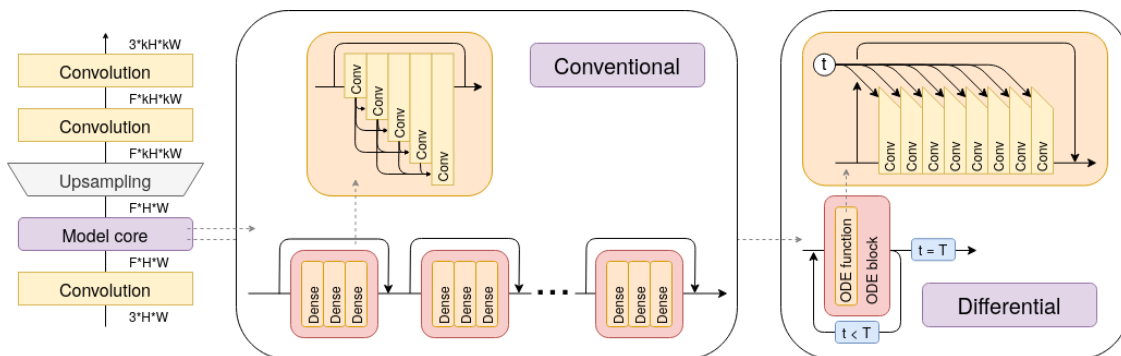 3*kH*kW
Convolution
F*kH*kW
Convolution
F*kH*kW
Upsampling
F*H*W
Model core
F*H*W
Convolution
3*H*W
Conventional
Conv
Conv
Conv
Conv
Conv
Dense
Dense
Dense
Dense
Dense
Dense
Dense
Dense
Dense
t
Conv
Conv
Conv
Conv
Conv
Conv
Conv
Conv
ODE function
ODE block
t = T
t < T
Differential